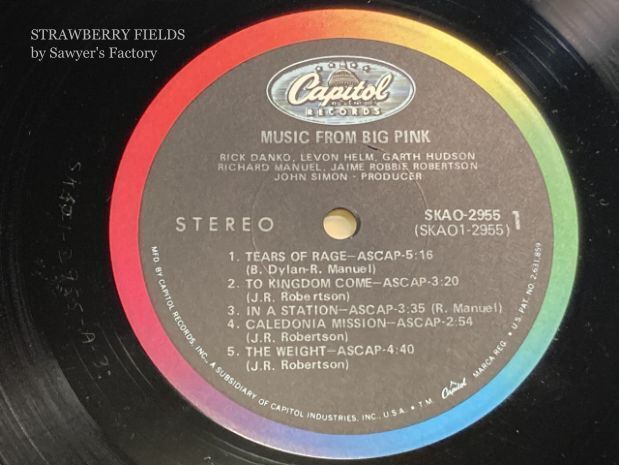 STRAWBERRY FIELDS
by Sawyer's Factory
Capitol
RECORDS
MUSIC FROM BIG PINK
RICK DANKO, LEVON HELM, GARTH HUDSON
RICHARD MANUEL, JAIME ROBBIE ROBERTSON
JOHN SIMON - PRODUCER
STEREO
SKAO-2955
(SKAO1-2955) 1
1. TEARS OF RAGE—ASCAP-5:16
(B. Dylan-R. Manuel)
2. TO KINGDOM COME—ASCAP-3:20
(J.R. Robertson)
3. IN A STATION—ASCAP-3:35 (R. Manuel)
4. CALEDONIA MISSION—ASCAP-2:54
(J.R. Robertson)
5. THE WEIGHT—ASCAP-4:40
(J.R. Robertson)
MFD. BY CAPITOL RECORDS, INC., A SUBSIDIARY OF CAPITOL INDUSTRIES, INC., U.S.A. • T.M. Capitol MARCA REG. • U.S. PAT. NO. 2,631,859